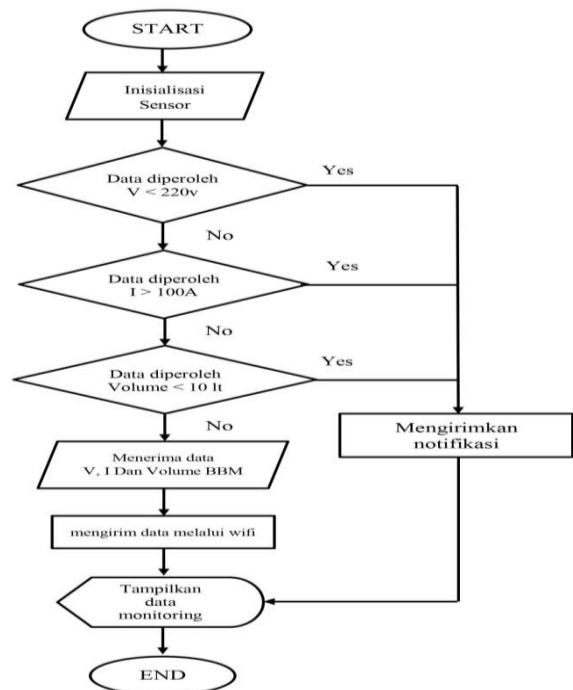 START
Inisialisasi
Sensor
Data diperoleh
V < 220v
Yes
No
Data diperoleh
I > 100A
Yes
No
Data diperoleh
Volume < 10 lt
Yes
No
Mengirimkan
notifikasi
Menerima data
V, I Dan Volume BBM
mengirim data melalui wifi
Tampilkan
data
monitoring
END